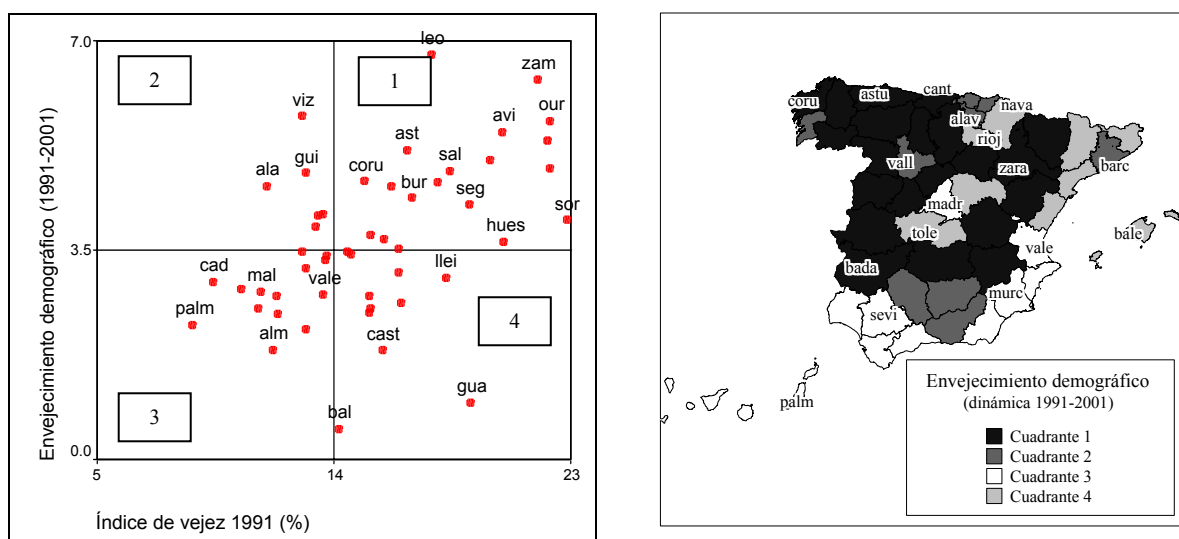 7.0
3.5
0.0
5
14
23
Envejecimiento demográfico (1991-2001)
Índice de vejez 1991 (%)
2
1
3
4
leo
zam
viz
our
avi
ast
gui
sal
ala
coru
bur
seg
sor
hues
cad
mal
vale
llei
palm
alm
cast
gua
bal
coru
astu
cant
nava
alav
rioj
vall
zara
barc
madr
tole
vale
bále
bada
murc
sevi
palm
Envejecimiento demográfico
(dinámica 1991-2001)
Cuadrante 1
Cuadrante 2
Cuadrante 3
Cuadrante 4